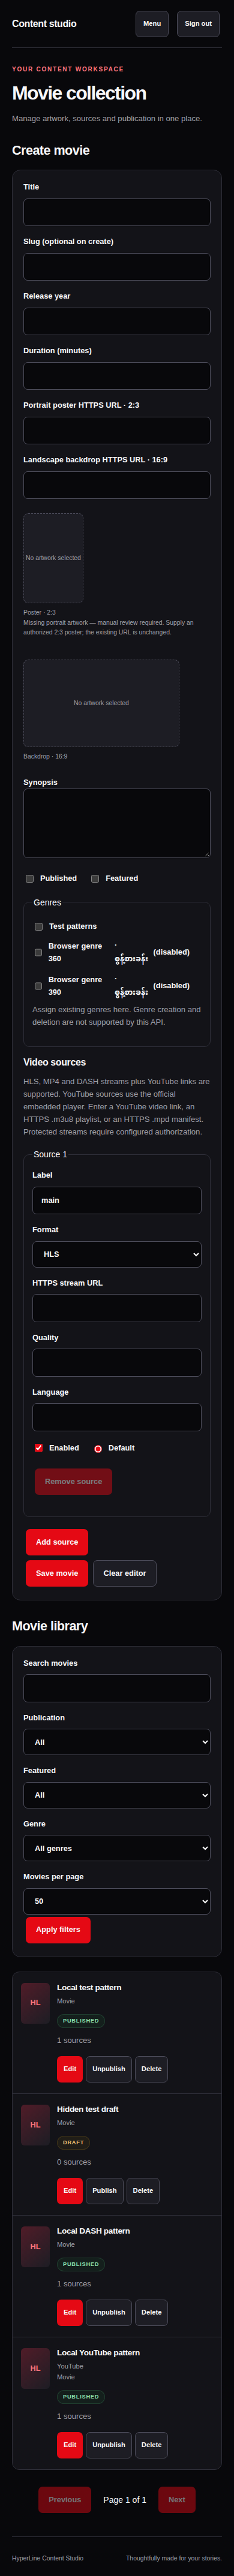 Content studio
Menu
Sign out
YOUR CONTENT WORKSPACE
Movie collection
Manage artwork, sources and publication in one place.
Create movie
Title
Slug (optional on create)
Release year
Duration (minutes)
Portrait poster HTTPS URL · 2:3
Landscape backdrop HTTPS URL · 16:9
No artwork selected
Poster · 2:3
Missing portrait artwork — manual review required. Supply an
authorized 2:3 poster; the existing URL is unchanged.
No artwork selected
Backdrop · 16:9
Synopsis
Published
Featured
Genres
Test patterns
Browser genre
360
·
စွန့်စားခန်း
(disabled)
Browser genre
390
·
စွန့်စားခန်း
(disabled)
Assign existing genres here. Genre creation and
deletion are not supported by this API.
Video sources
HLS, MP4 and DASH streams plus YouTube links are
supported. YouTube sources use the official
embedded player. Enter a YouTube video link, an
HTTPS .m3u8 playlist, or an HTTPS .mpd manifest.
Protected streams require configured authorization.
Source 1
Label
main
Format
HLS
HTTPS stream URL
Quality
Language
Enabled
Default
Remove source
Add source
Save movie
Clear editor
Movie library
Search movies
Publication
All
Featured
All
Genre
All genres
Movies per page
50
Apply filters
HL
Local test pattern
Movie
PUBLISHED
1 sources
Edit
Unpublish
Delete
HL
Hidden test draft
Movie
DRAFT
0 sources
Edit
Publish
Delete
HL
Local DASH pattern
Movie
PUBLISHED
1 sources
Edit
Unpublish
Delete
HL
Local YouTube pattern
YouTube
Movie
PUBLISHED
1 sources
Edit
Unpublish
Delete
Previous
Page 1 of 1
Next
HyperLine Content Studio
Thoughtfully made for your stories.